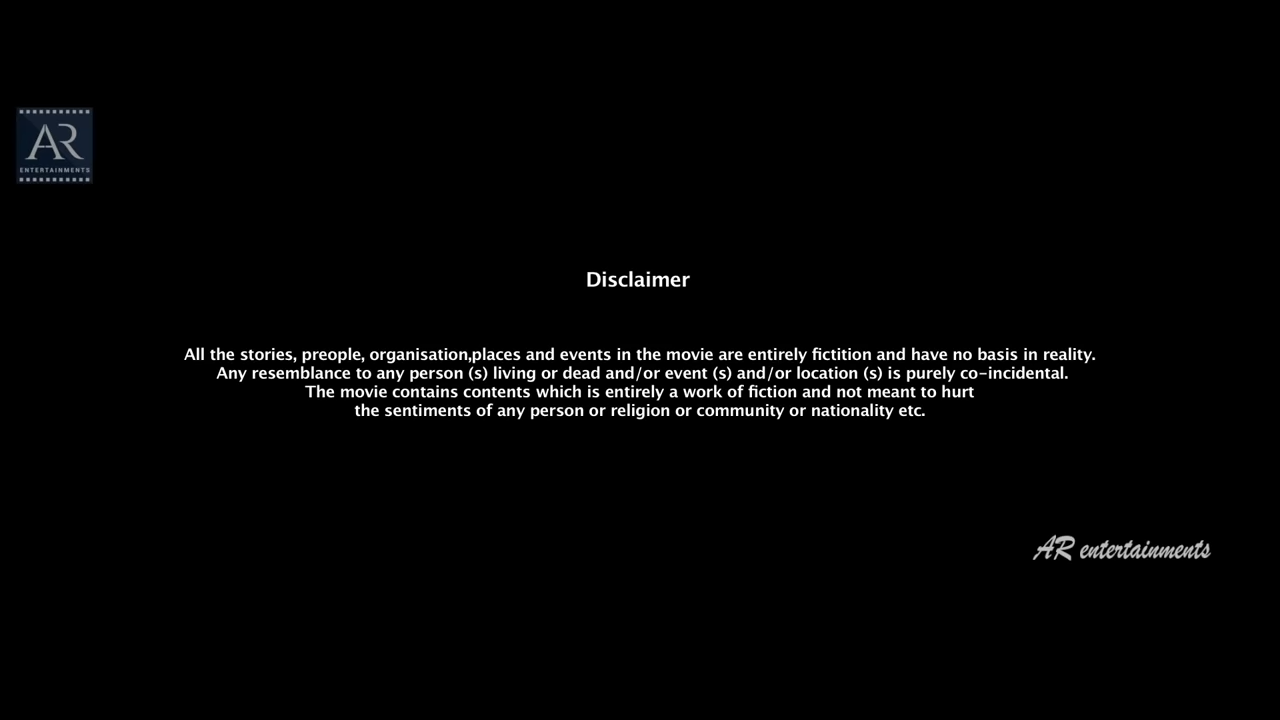 AR
ENTERTAINMENTS
Disclaimer
All the stories, preople, organisation,places and events in the movie are entirely fictition and have no basis in reality.
Any resemblance to any person (s) living or dead and/or event (s) and/or location (s) is purely co-incidental.
The movie contains contents which is entirely a work of fiction and not meant to hurt
the sentiments of any person or religion or community or nationality etc.
AR entertainments